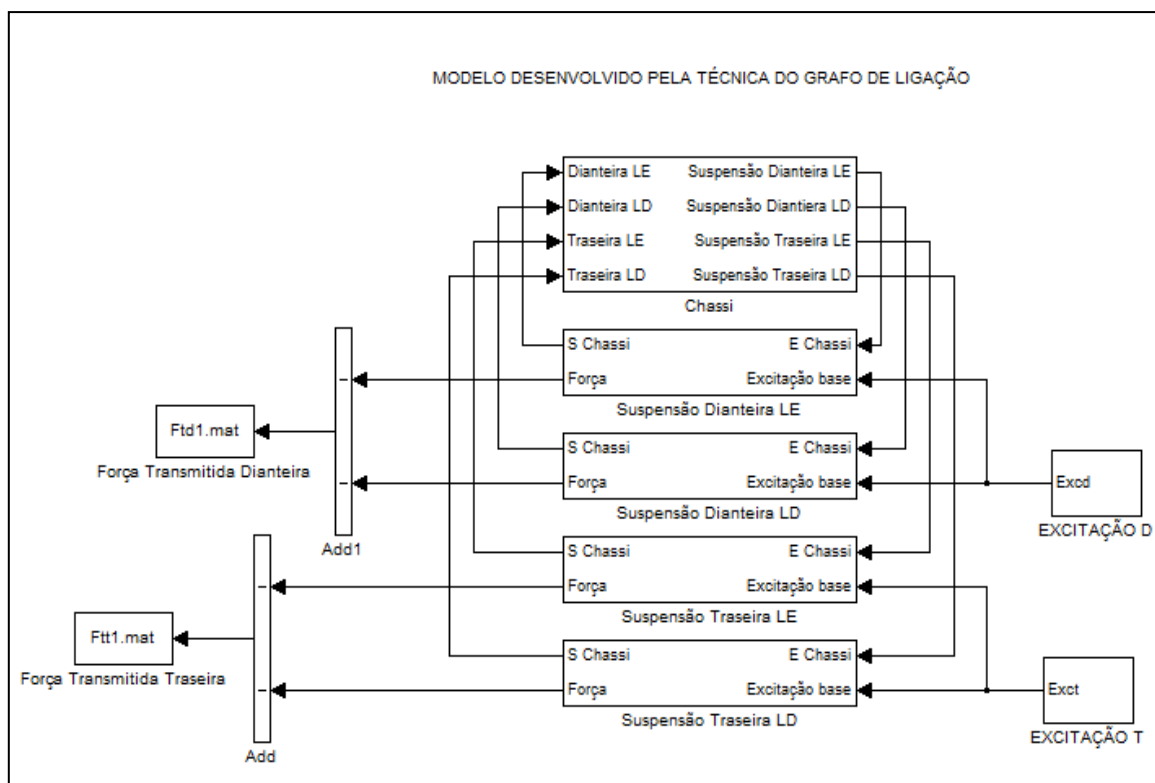 MODELO DESENVOLVIDO PELA TÉCNICA DO GRAFO DE LIGAÇÃO
Dianteira LE
Suspensão Dianteira LE
Dianteira LD
Suspensão Diantiera LD
Traseira LE
Suspensão Traseira LE
Traseira LD
Suspensão Traseira LD
Chassi
S Chassi
E Chassi
Força
Excitação base
Suspensão Dianteira LE
Ftd1.mat
Força Transmitida Dianteira
S Chassi
E Chassi
Força
Excitação base
Suspensão Dianteira LD
Excd
EXCITAÇÃO D
Add1
S Chassi
E Chassi
Força
Excitação base
Suspensão Traseira LE
Ftt1.mat
Força Transmitida Traseira
S Chassi
E Chassi
Força
Excitação base
Suspensão Traseira LD
Exct
EXCITAÇÃO T
Add